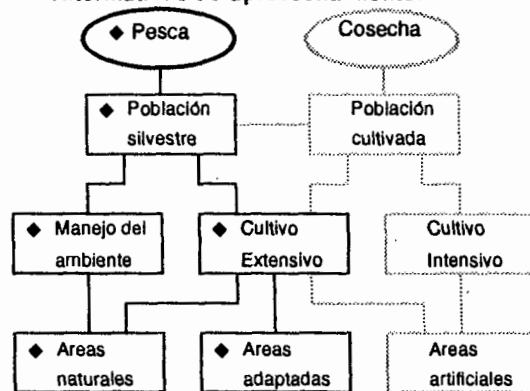 ◆ Pesca
Cosecha
◆ Población
silvestre
Población
cultivada
◆ Manejo del
ambiente
◆ Cultivo
Extensivo
Cultivo
Intensivo
◆ Areas
naturales
◆ Areas
adaptadas
Areas
artificiales